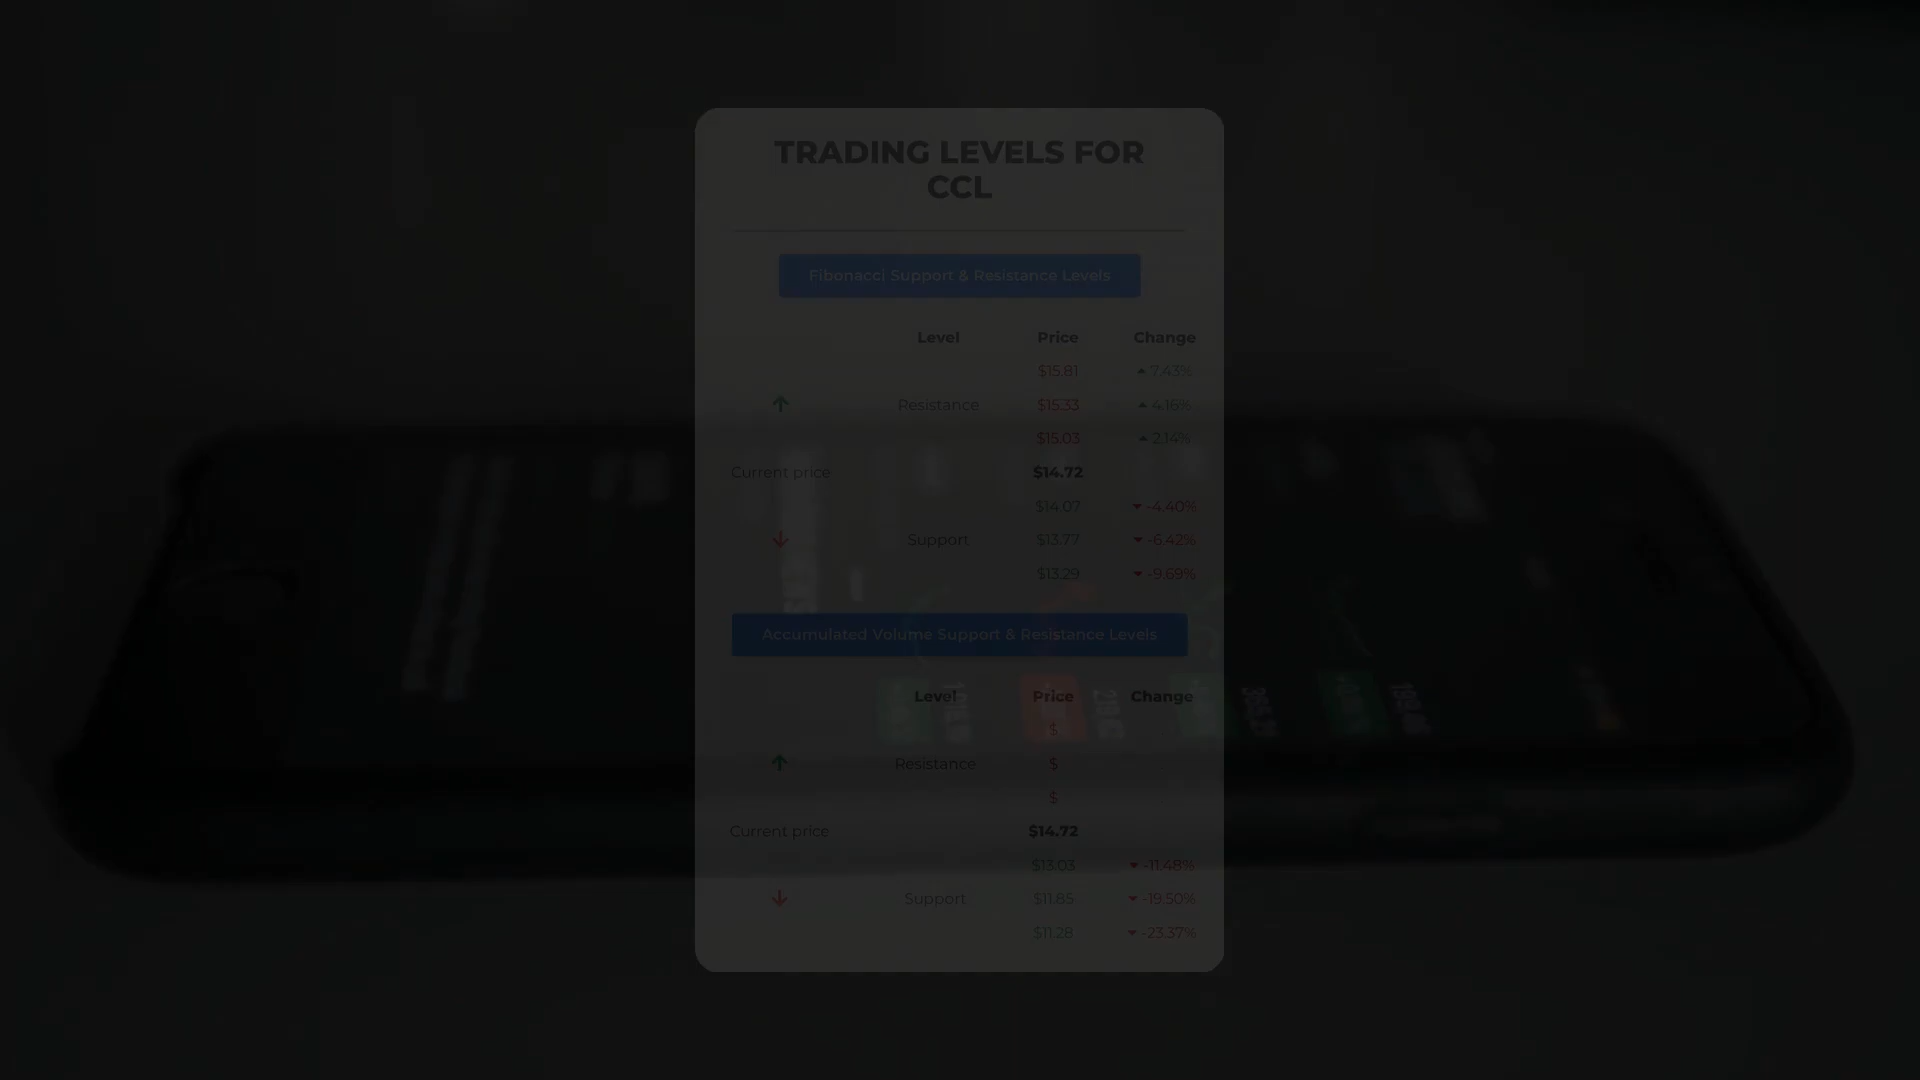 TRADING LEVELS FOR
CCL
Fibonacci Support & Resistance Levels
Level Price Change
$15.81 ▲ 7.43%
Resistance $15.33 ▲ 4.16%
$15.03 ▲ 2.14%
Current price $14.72
$14.07 ▼ -4.40%
Support $13.77 ▼ -6.42%
$13.29 ▼ -9.69%
Accumulated Volume Support & Resistance Levels
Level Price Change
$
Resistance $
$
Current price $14.72
$13.03 ▼ -11.48%
Support $11.85 ▼ -19.50%
$11.28 ▼ -23.37%